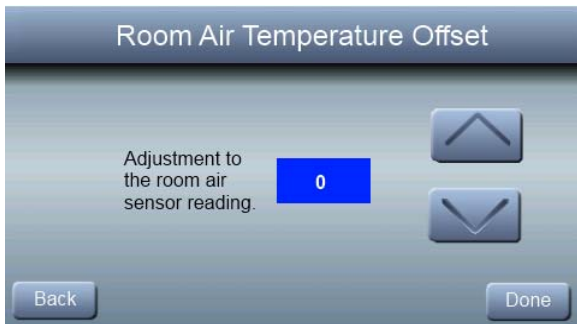 Room Air Temperature Offset
Adjustment to
the room air
sensor reading.
0
Back
Done